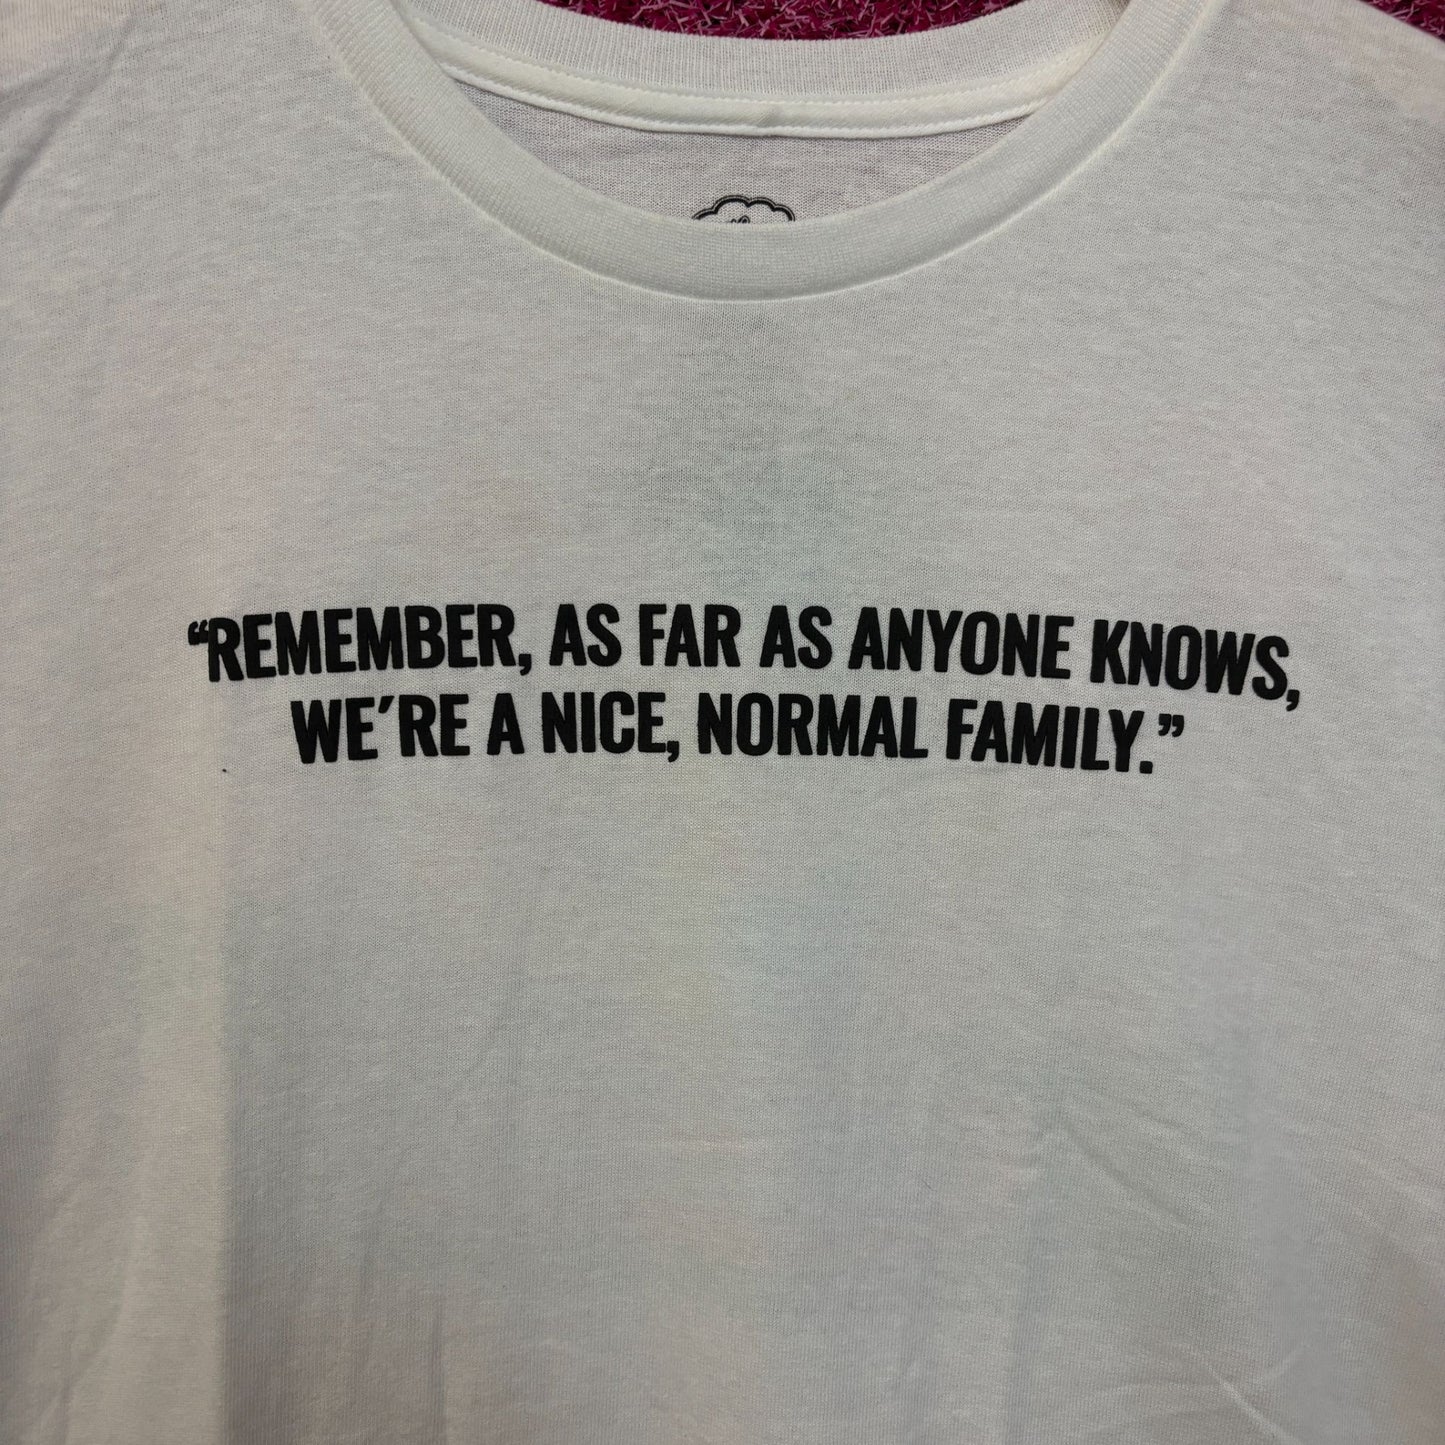 “REMEMBER, AS FAR AS ANYONE KNOWS,
WE´RE A NICE, NORMAL FAMILY.”